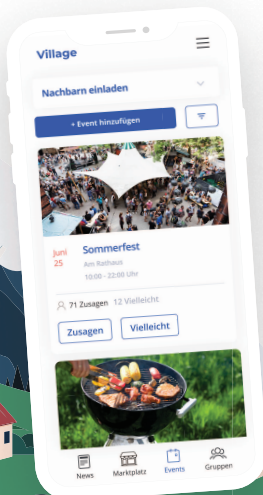 Village
Nachbarn einladen
+ Event hinzufügen
Juni
25
Sommerfest
Am Rathaus
10:00 - 22:00 Uhr
71 Zusagen 12 Vielleicht
Zusagen Vielleicht
News Marktplatz Events Gruppen